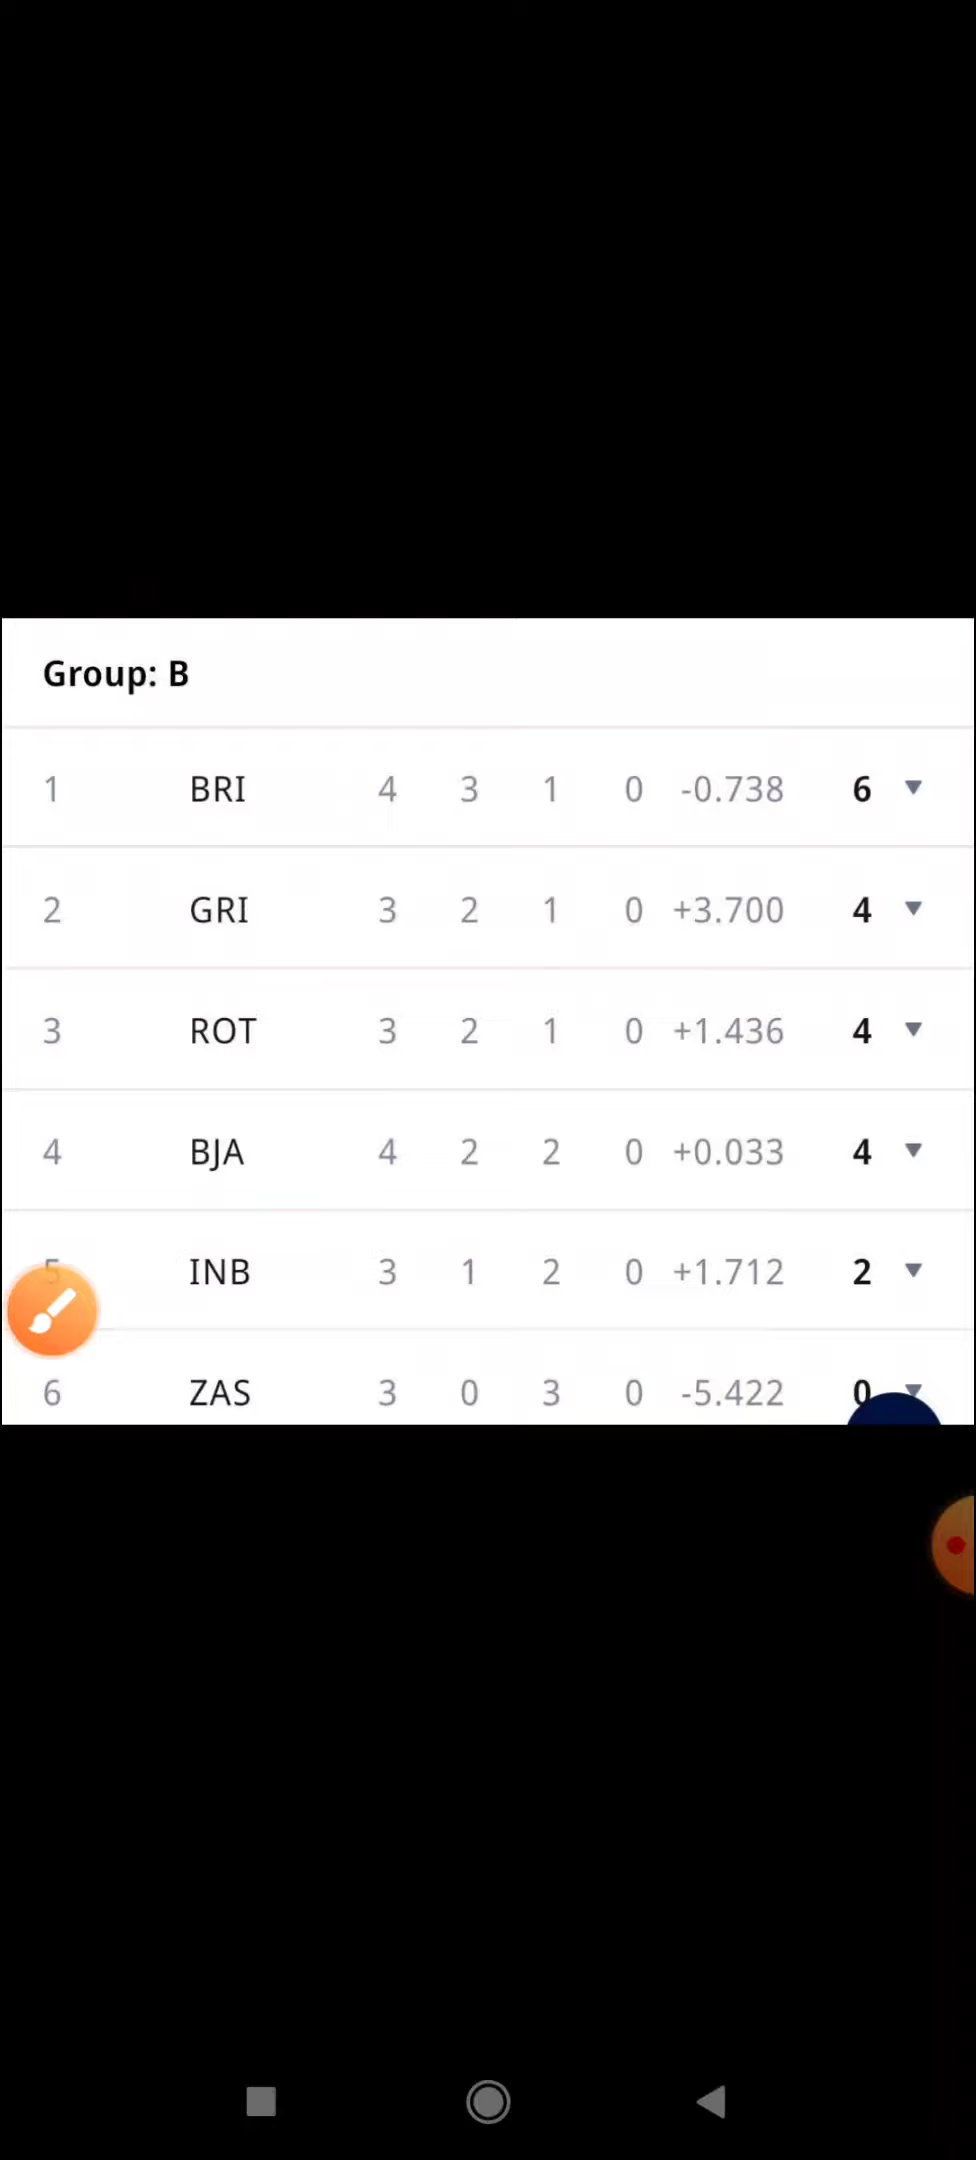 Group: B
1 BRI 4 3 1 0 -0.738 6
2 GRI 3 2 1 0 +3.700 4
3 ROT 3 2 1 0 +1.436 4
4 BJA 4 2 2 0 +0.033 4
5 INB 3 1 2 0 +1.712 2
6 ZAS 3 0 3 0 -5.422 0